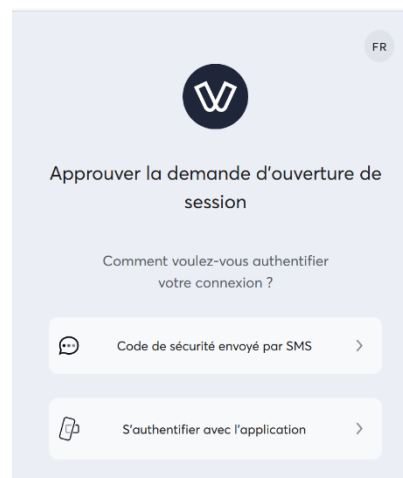 FR
Approuver la demande d'ouverture de
session
Comment voulez-vous authentifier
votre connexion ?
Code de sécurité envoyé par SMS
S'authentifier avec l'application